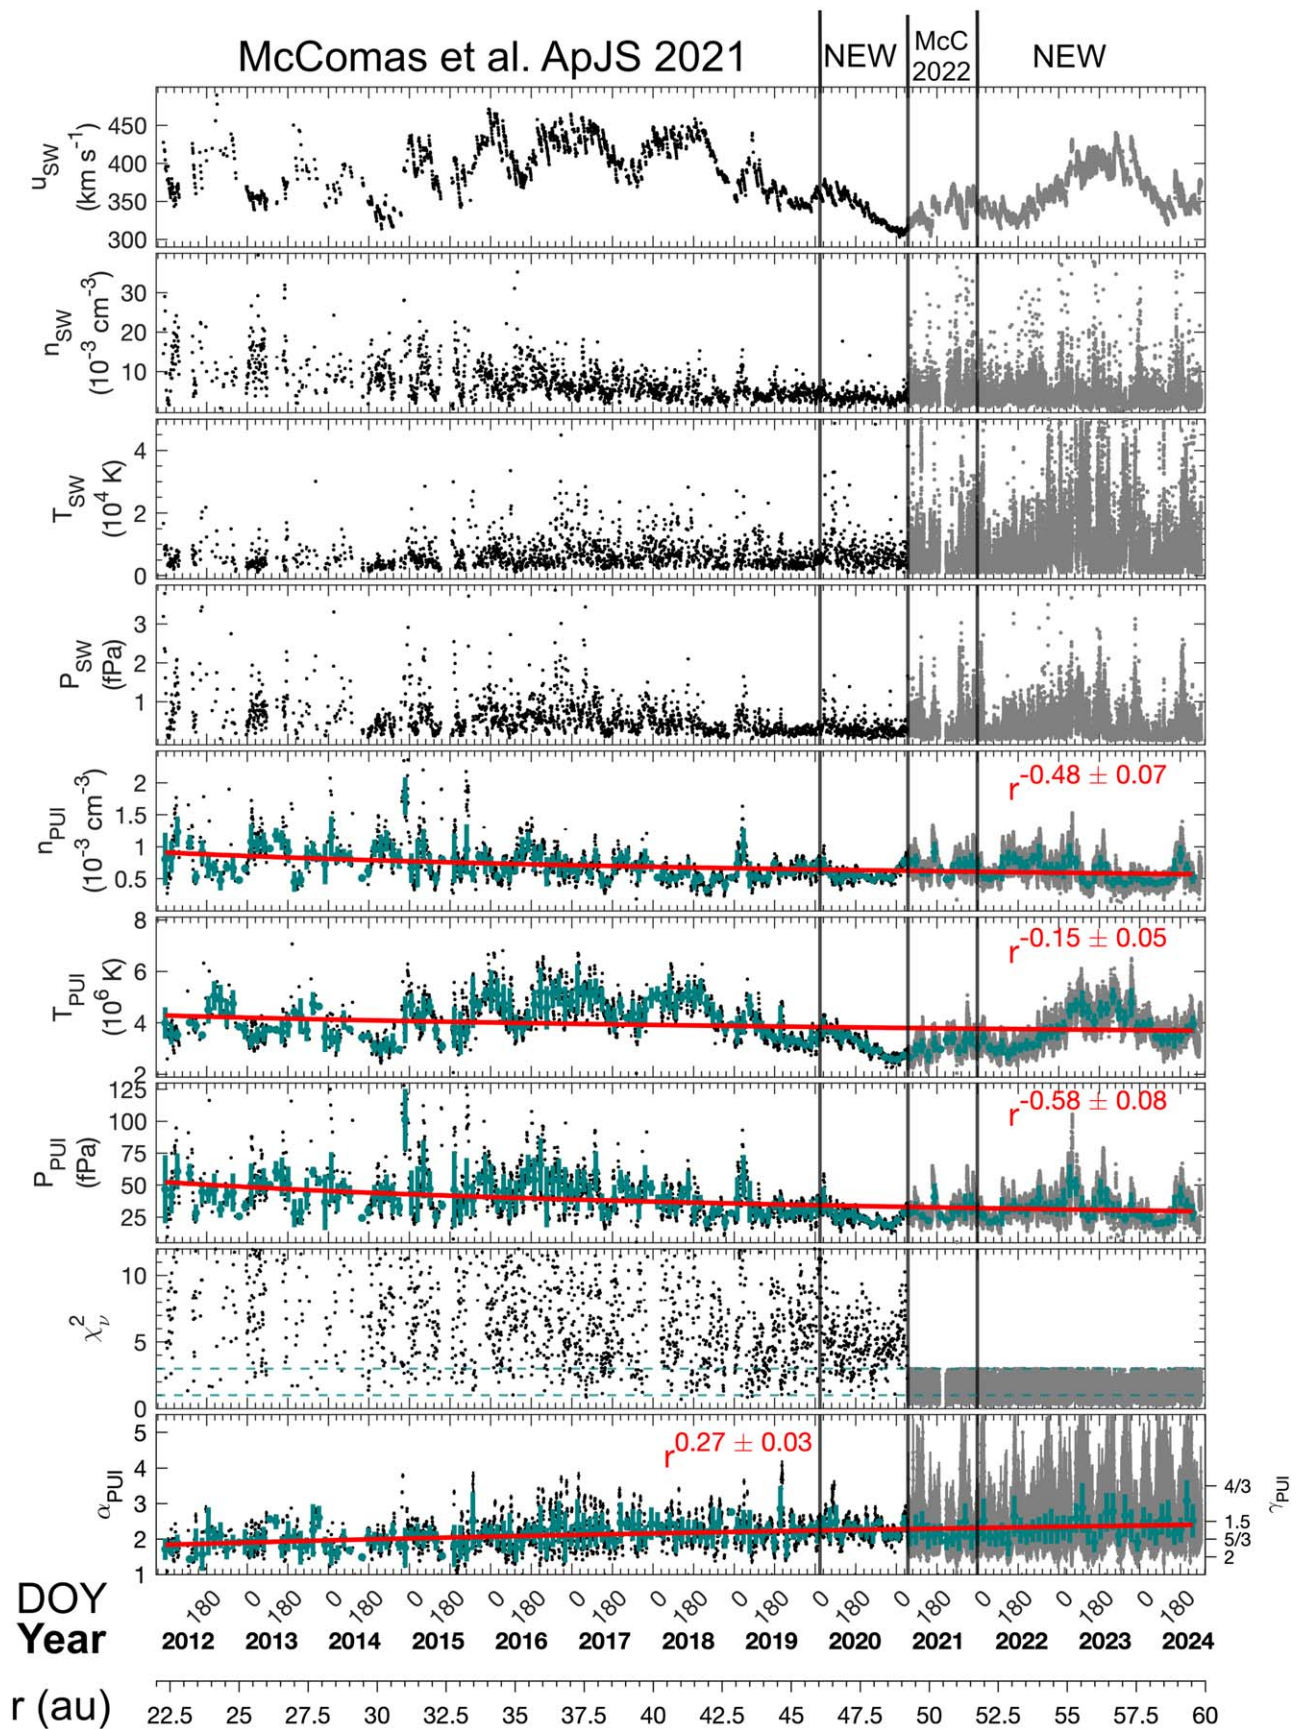 McComas et al. ApJS 2021
NEW
McC
2022
NEW
u_SW
(km s⁻¹)
450
400
350
300
n_SW
(10⁻³ cm⁻³)
30
20
10
T_SW
(10⁴ K)
4
2
0
P_SW
(fPa)
3
2
1
n_PUI
(10⁻³ cm⁻³)
2
1.5
1
0.5
r^-0.48 ± 0.07
T_PUI
(10⁶ K)
8
6
4
2
r^-0.15 ± 0.05
P_PUI
(fPa)
125
100
75
50
25
r^-0.58 ± 0.08
χ²_ν
10
5
0
α_PUI
5
4
3
2
1
r^0.27 ± 0.03
4/3
1.5
5/3
2
γ_PUI
DOY
180 0 180 0 180 0 180 0 180 0 180 0 180 0 180 0 180 0 180 0 180 0 180 0 180
Year
2012 2013 2014 2015 2016 2017 2018 2019 2020 2021 2022 2023 2024
r (au)
22.5 25 27.5 30 32.5 35 37.5 40 42.5 45 47.5 50 52.5 55 57.5 60